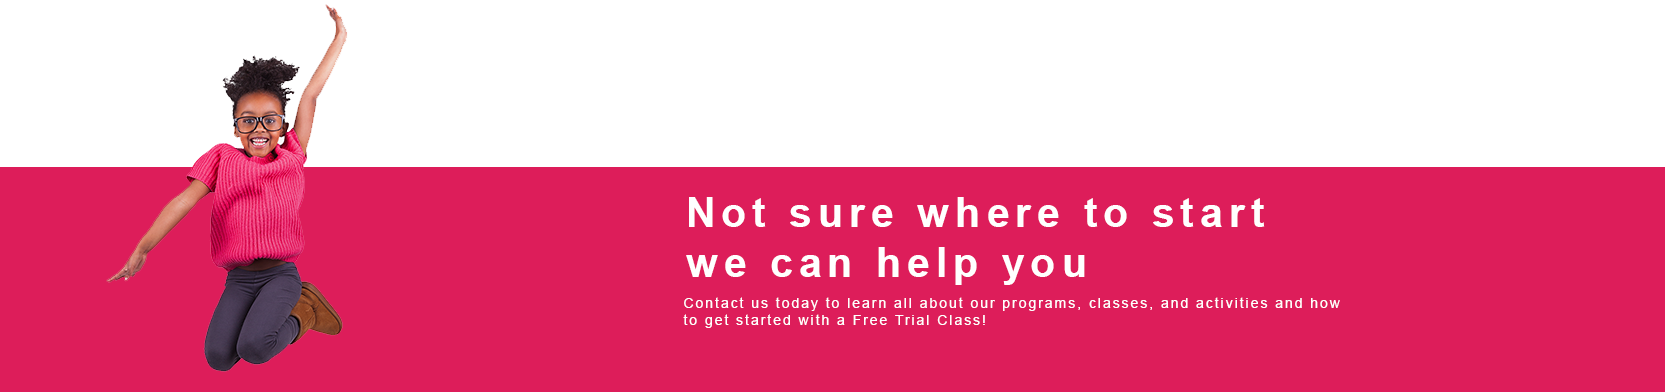 Not sure where to start
we can help you
Contact us today to learn all about our programs, classes, and activities and how
to get started with a Free Trial Class!